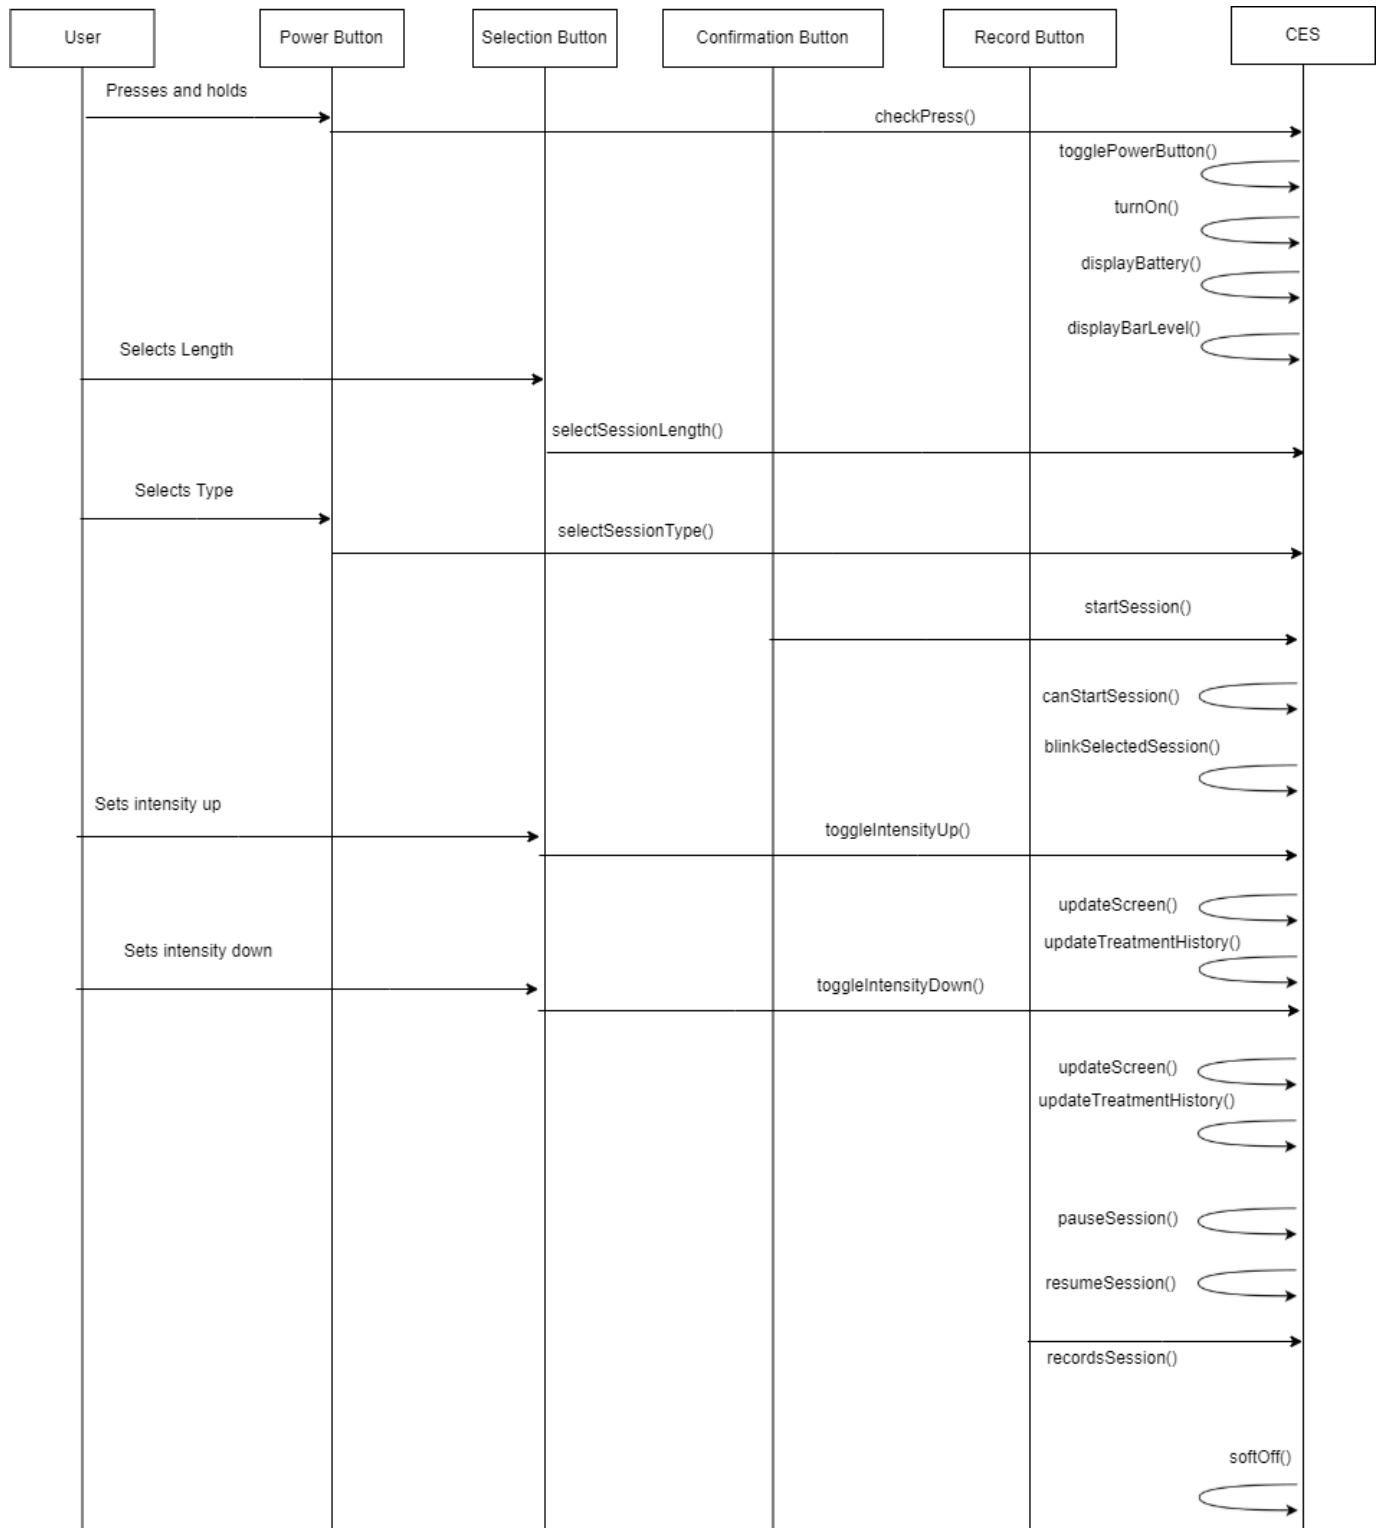 User
Power Button
Selection Button
Confirmation Button
Record Button
CES
Presses and holds
checkPress()
togglePowerButton()
turnOn()
displayBattery()
displayBarLevel()
Selects Length
selectSessionLength()
Selects Type
selectSessionType()
startSession()
canStartSession()
blinkSelectedSession()
Sets intensity up
toggleIntensityUp()
updateScreen()
updateTreatmentHistory()
Sets intensity down
toggleIntensityDown()
updateScreen()
updateTreatmentHistory()
pauseSession()
resumeSession()
recordsSession()
softOff()